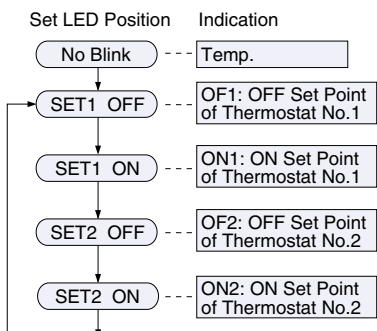 Set LED Position Indication
No Blink Temp.
SET1 OFF
OF1: OFF Set Point
of Thermostat No.1
SET1 ON
ON1: ON Set Point
of Thermostat No.1
SET2 OFF
OF2: OFF Set Point
of Thermostat No.2
SET2 ON
ON2: ON Set Point
of Thermostat No.2